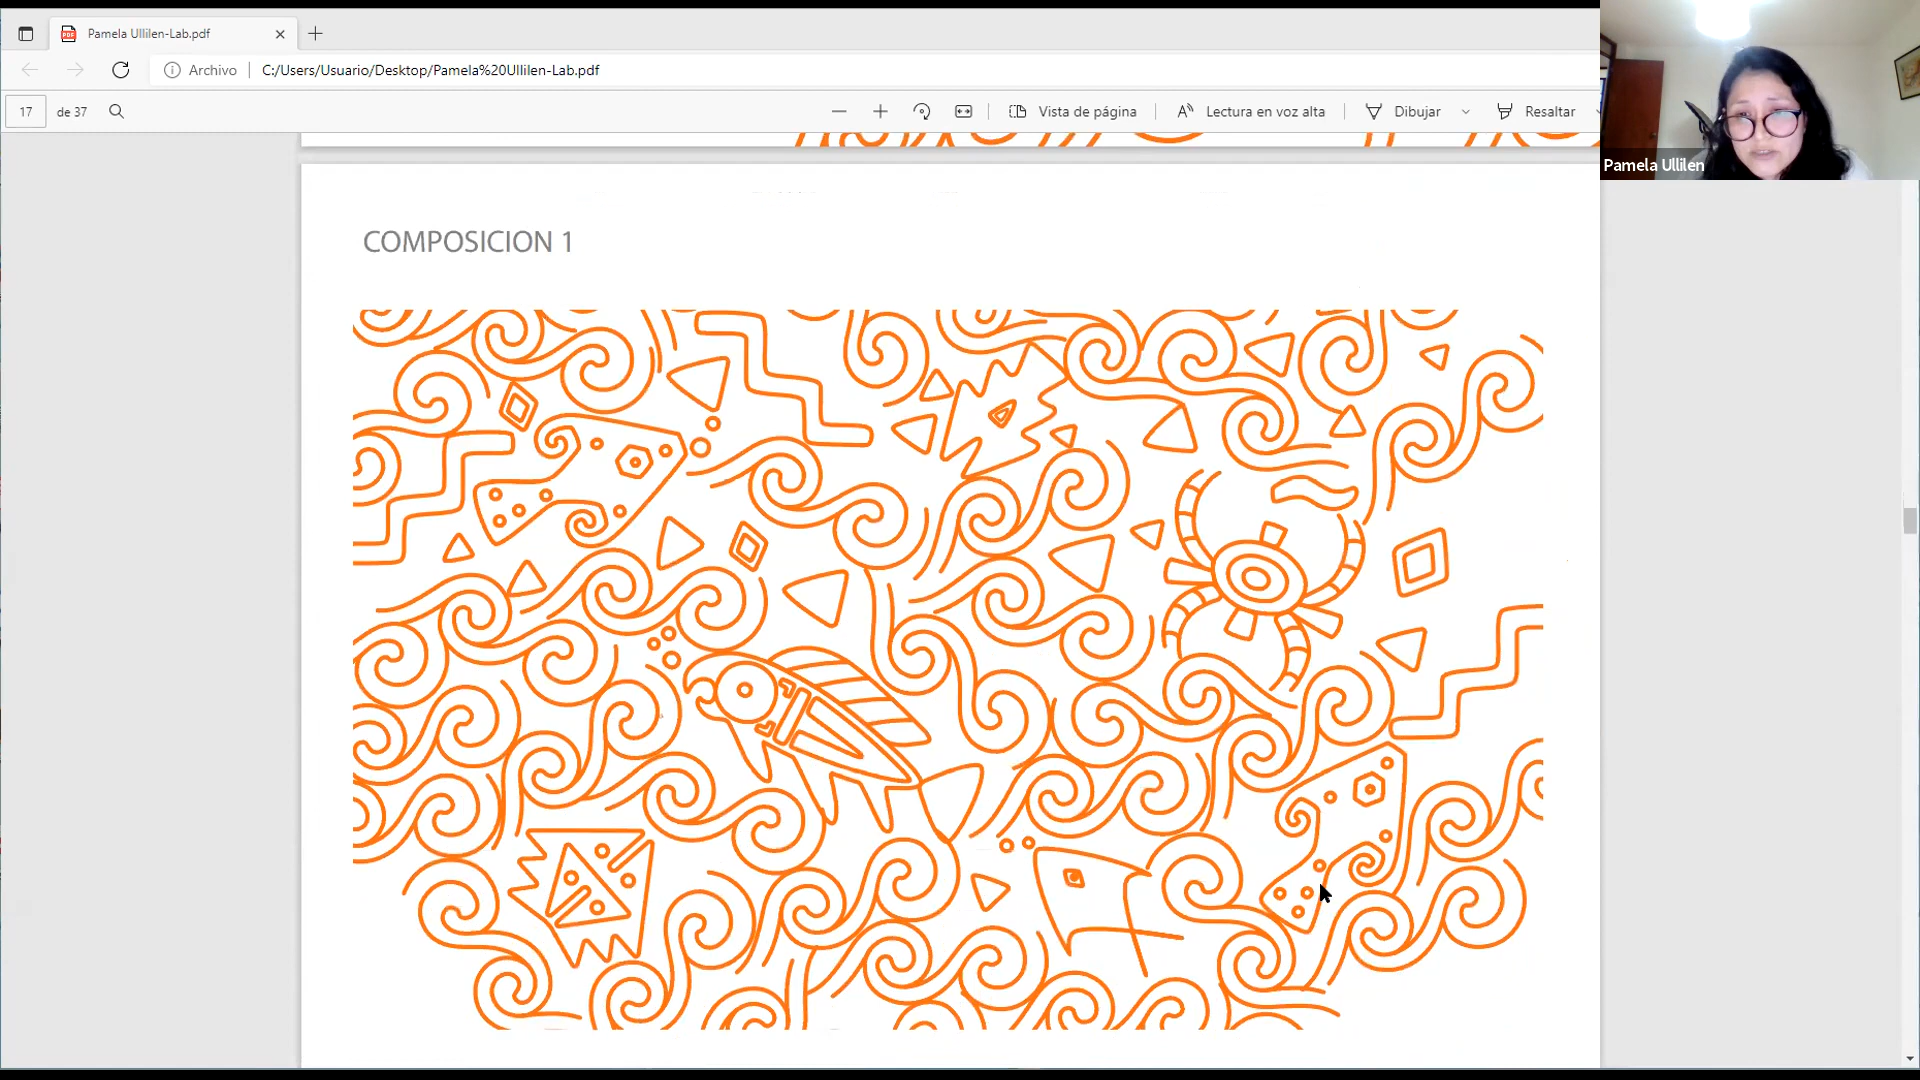 Pamela Ullilen-Lab.pdf
Archivo
C:/Users/Usuario/Desktop/Pamela%20Ullilen-Lab.pdf
17 de 37
Vista de página
Lectura en voz alta
Dibujar
Resaltar
Pamela Ullilen
COMPOSICION 1